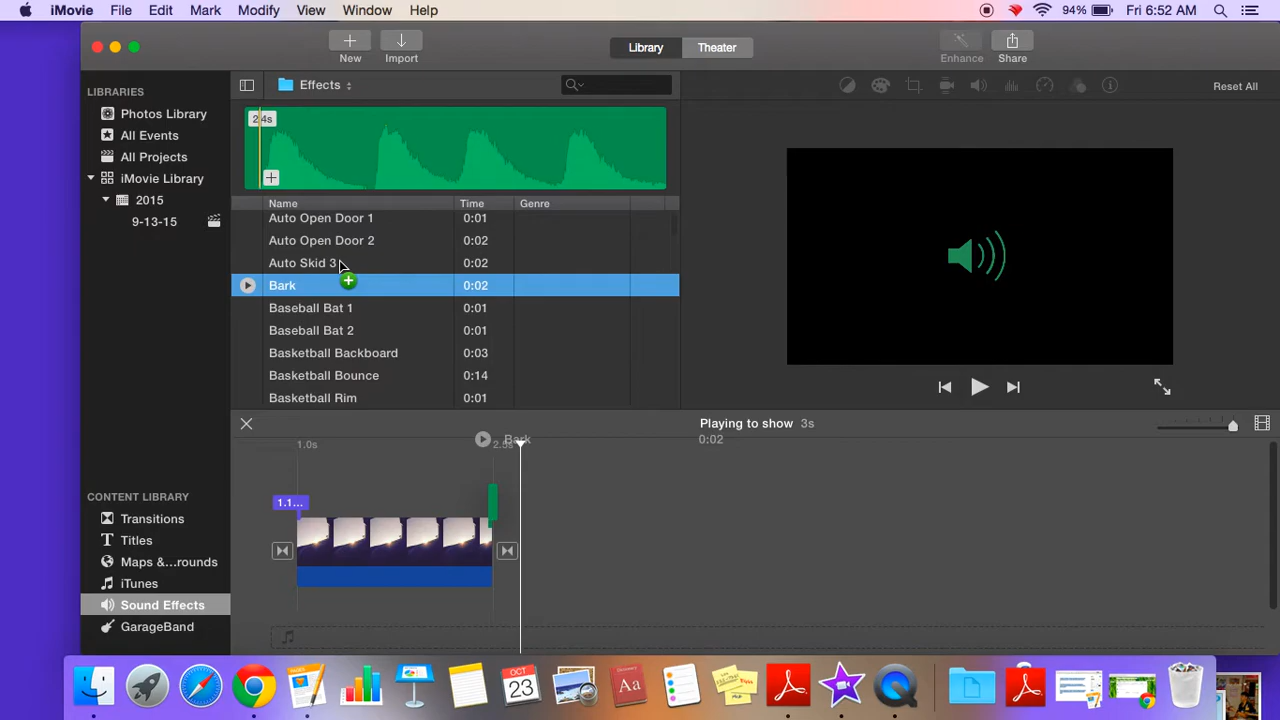 iMovie File Edit Mark Modify View Window Help 94% Fri 6:52 AM
New Import Library Theater Enhance Share
LIBRARIES
Photos Library
All Events
All Projects
iMovie Library
2015
9-13-15
Effects
Reset All
2.4s
Name Time Genre
Auto Open Door 1 0:01
Auto Open Door 2 0:02
Auto Skid 3 0:02
Bark 0:02
Baseball Bat 1 0:01
Baseball Bat 2 0:01
Basketball Backboard 0:03
Basketball Bounce 0:14
Basketball Rim 0:01
Playing to show 3s
Bark 0:02
1.0s 2.5s
1.1...
CONTENT LIBRARY
Transitions
Titles
Maps &...rounds
iTunes
Sound Effects
GarageBand
OCT
23
Aa